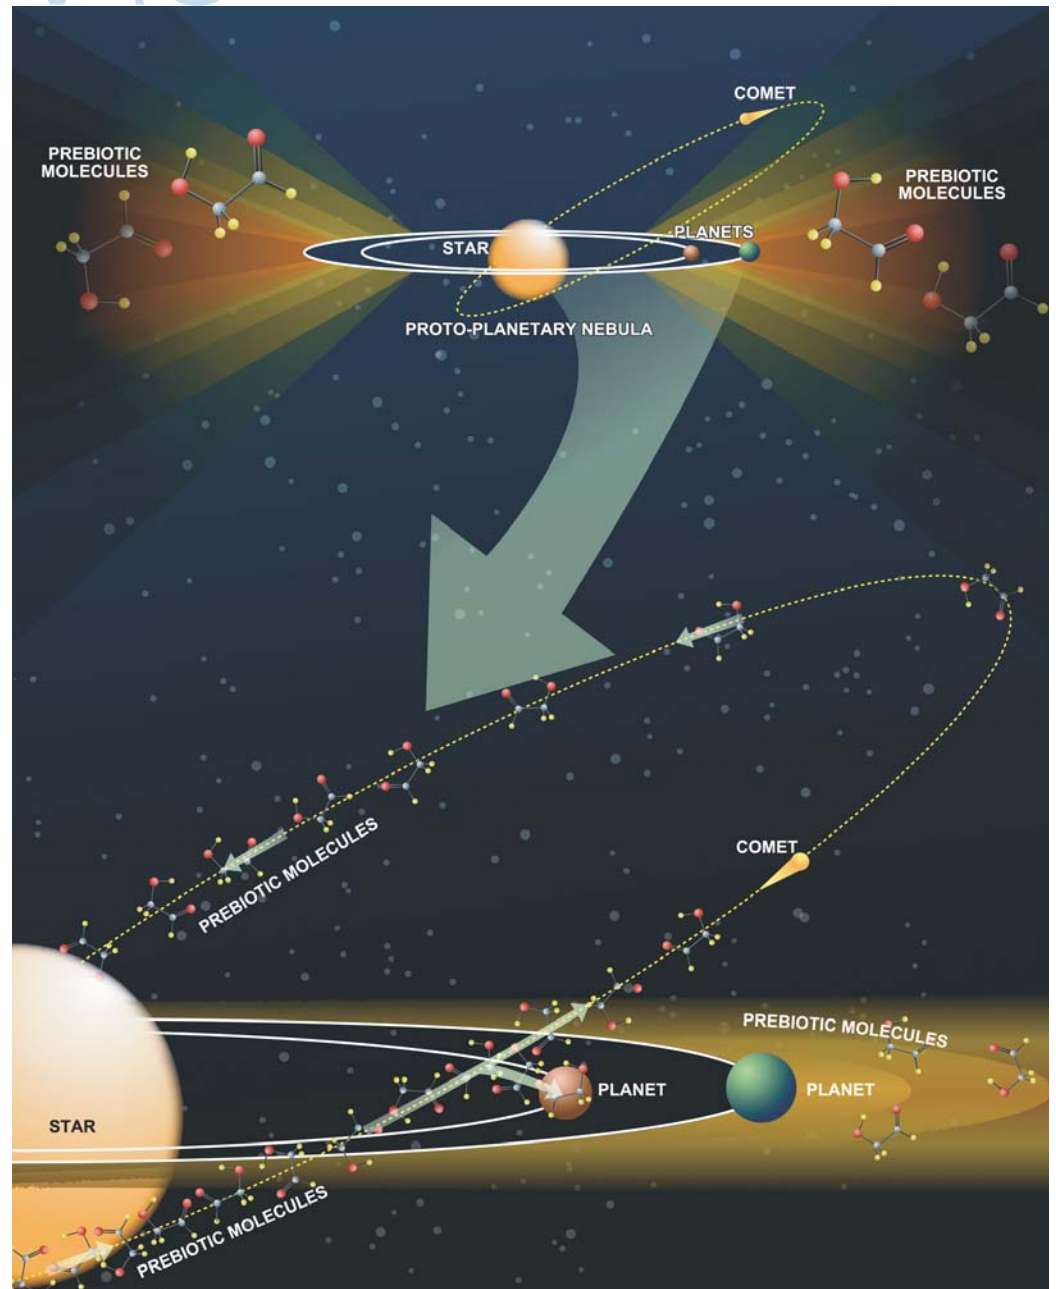 COMET
PREBIOTIC
MOLECULES
PREBIOTIC
MOLECULES
PLANETS
STAR
PROTO-PLANETARY NEBULA
PREBIOTIC MOLECULES
COMET
PREBIOTIC MOLECULES
PLANET
PLANET
STAR
PREBIOTIC MOLECULES